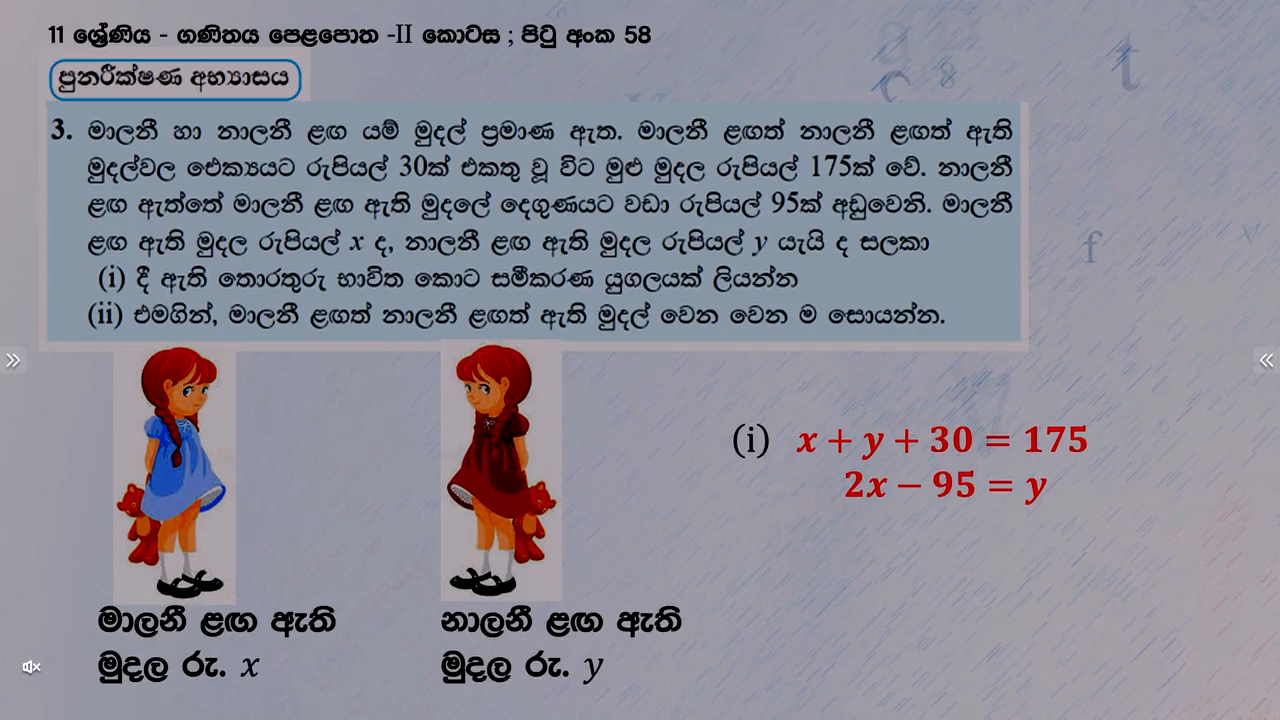 11 ශ්‍රේණිය - ගණිතය පෙළපොත -II කොටස ; පිටු අංක 58
පුනරීක්ෂණ අභ්‍යාසය
3. මාලනී හා නාලනී ළඟ යම් මුදල් ප්‍රමාණ ඇත. මාලනී ළඟත් නාලනී ළඟත් ඇති
මුදල්වල ඓක්‍යයට රුපියල් 30ක් එකතු වූ විට මුළු මුදල රුපියල් 175ක් වේ. නාලනී
ළඟ ඇත්තේ මාලනී ළඟ ඇති මුදලේ දෙගුණයට වඩා රුපියල් 95ක් අඩුවෙනි. මාලනී
ළඟ ඇති මුදල රුපියල් x ද, නාලනී ළඟ ඇති මුදල රුපියල් y යැයි ද සලකා
(i) දී ඇති තොරතුරු භාවිත කොට සමීකරණ යුගලයක් ලියන්න
(ii) එමගින්, මාලනී ළඟත් නාලනී ළඟත් ඇති මුදල් වෙන වෙන ම සොයන්න.
(i) x + y + 30 = 175
2x − 95 = y
මාලනී ළඟ ඇති
මුදල රු. x
නාලනී ළඟ ඇති
මුදල රු. y